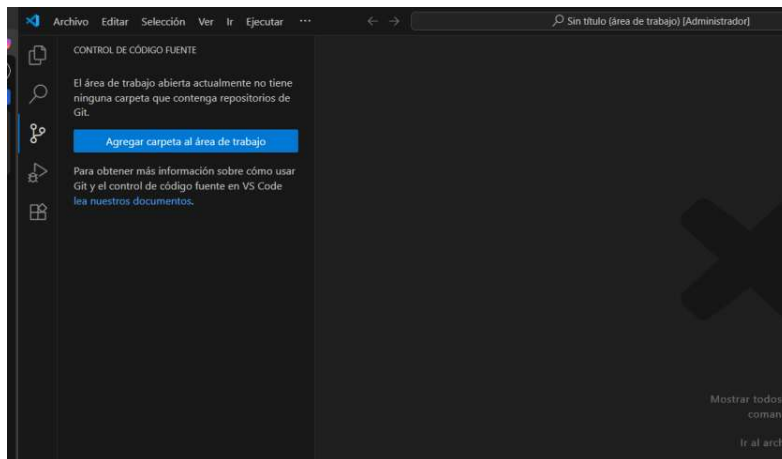 Archivo Editar Selección Ver Ir Ejecutar ···
Sin título (área de trabajo) [Administrador]
CONTROL DE CÓDIGO FUENTE
El área de trabajo abierta actualmente no tiene
ninguna carpeta que contenga repositorios de
Git.
Agregar carpeta al área de trabajo
Para obtener más información sobre cómo usar
Git y el control de código fuente en VS Code
lea nuestros documentos.
Mostrar todos
coman
Ir al arch